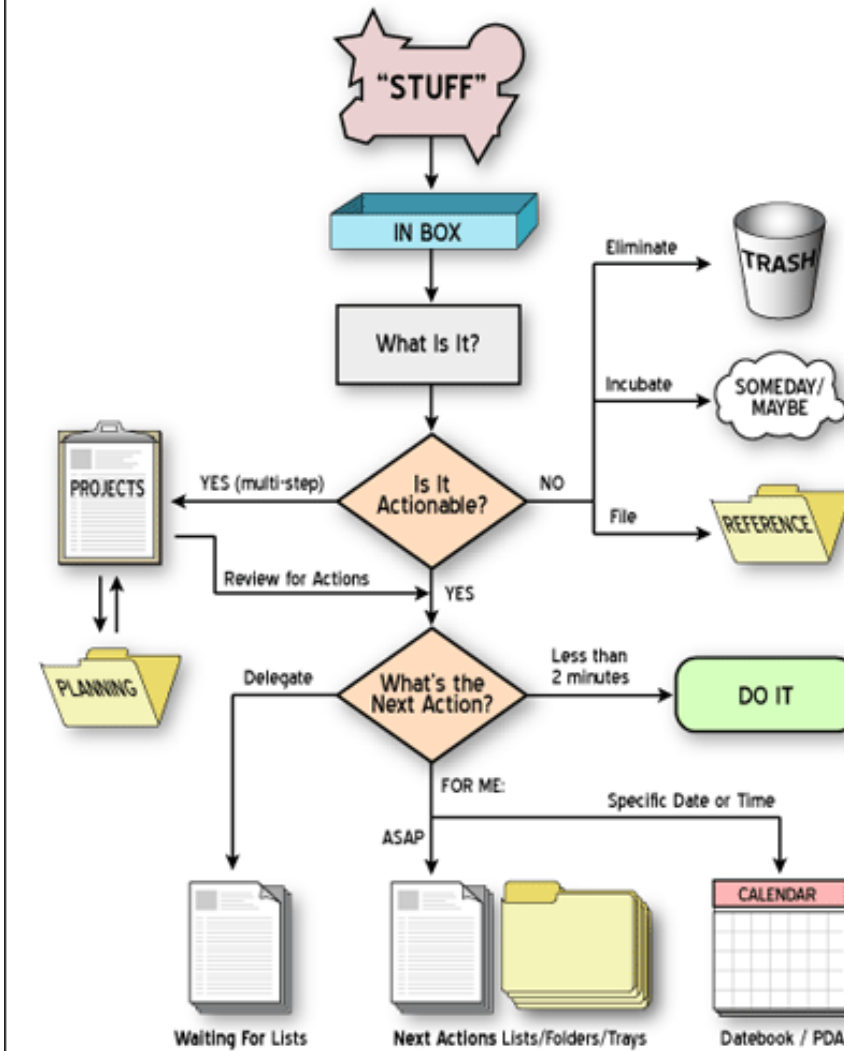 "STUFF"
IN BOX
Eliminate
TRASH
What Is It?
Incubate
SOMEDAY/
MAYBE
PROJECTS
YES (multi-step)
Is It
Actionable?
NO
File
REFERENCE
Review for Actions
YES
PLANNING
Delegate
What's the
Next Action?
Less than
2 minutes
DO IT
FOR ME:
Specific Date or Time
ASAP
CALENDAR
Waiting For Lists
Next Actions Lists/Folders/Trays
Datebook / PDA